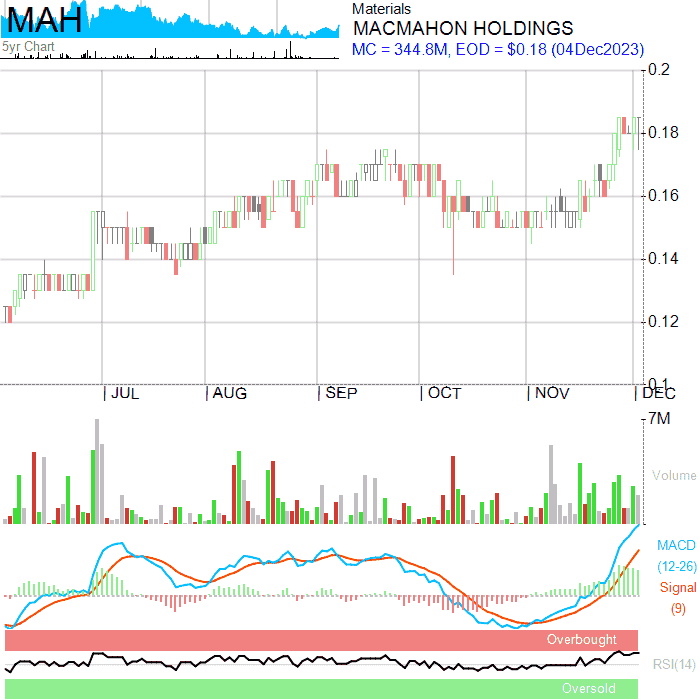 MAH
5yr Chart
Materials
MACMAHON HOLDINGS
MC = 344.8M, EOD = $0.18 (04Dec2023)
0.2
0.18
0.16
0.14
0.12
0.1
JUL AUG SEP OCT NOV DEC
7M
Volume
MACD
(12-26)
Signal
(9)
Overbought
RSI(14)
Oversold